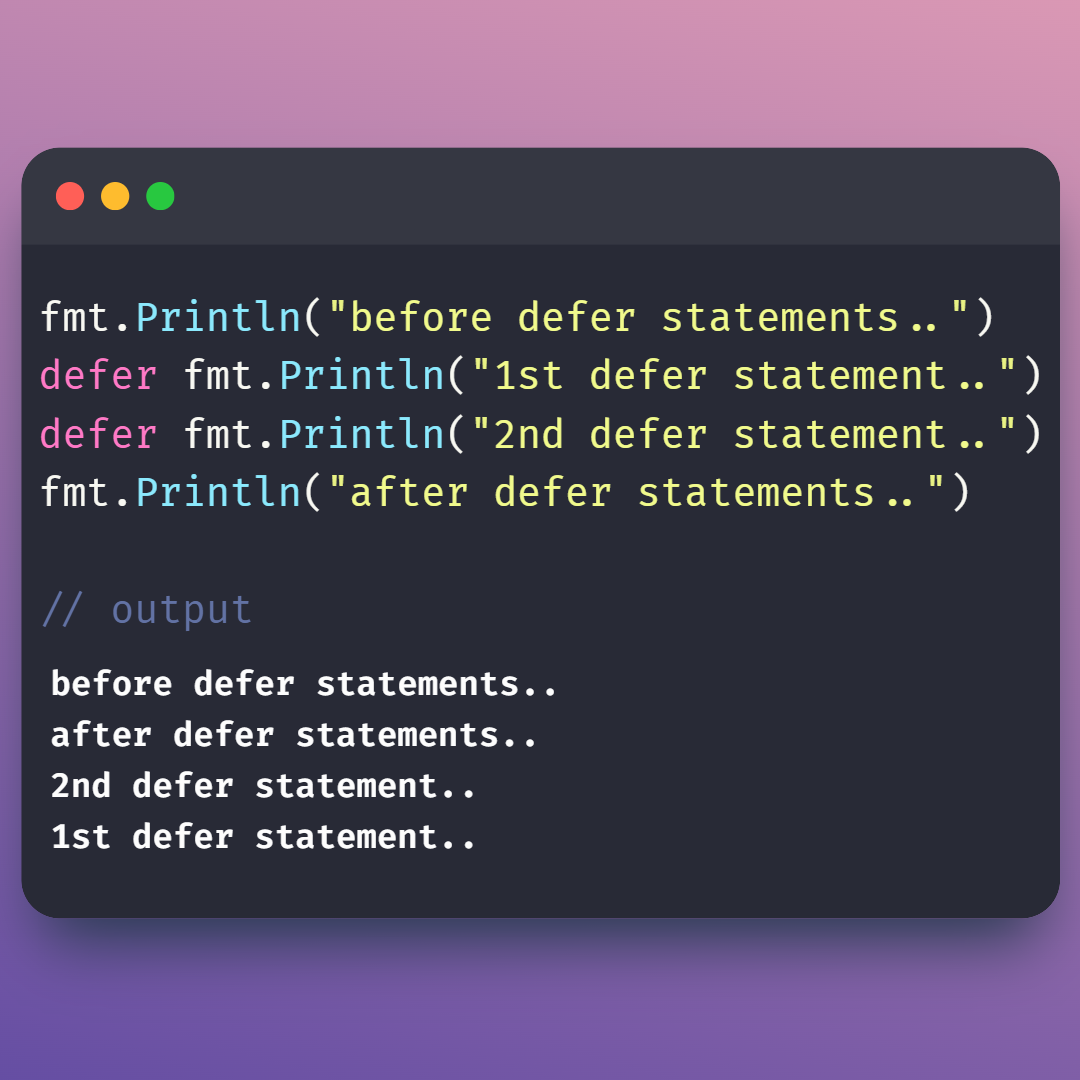 fmt.Println("before defer statements..")
defer fmt.Println("1st defer statement..")
defer fmt.Println("2nd defer statement..")
fmt.Println("after defer statements..")
// output
before defer statements..
after defer statements..
2nd defer statement..
1st defer statement..